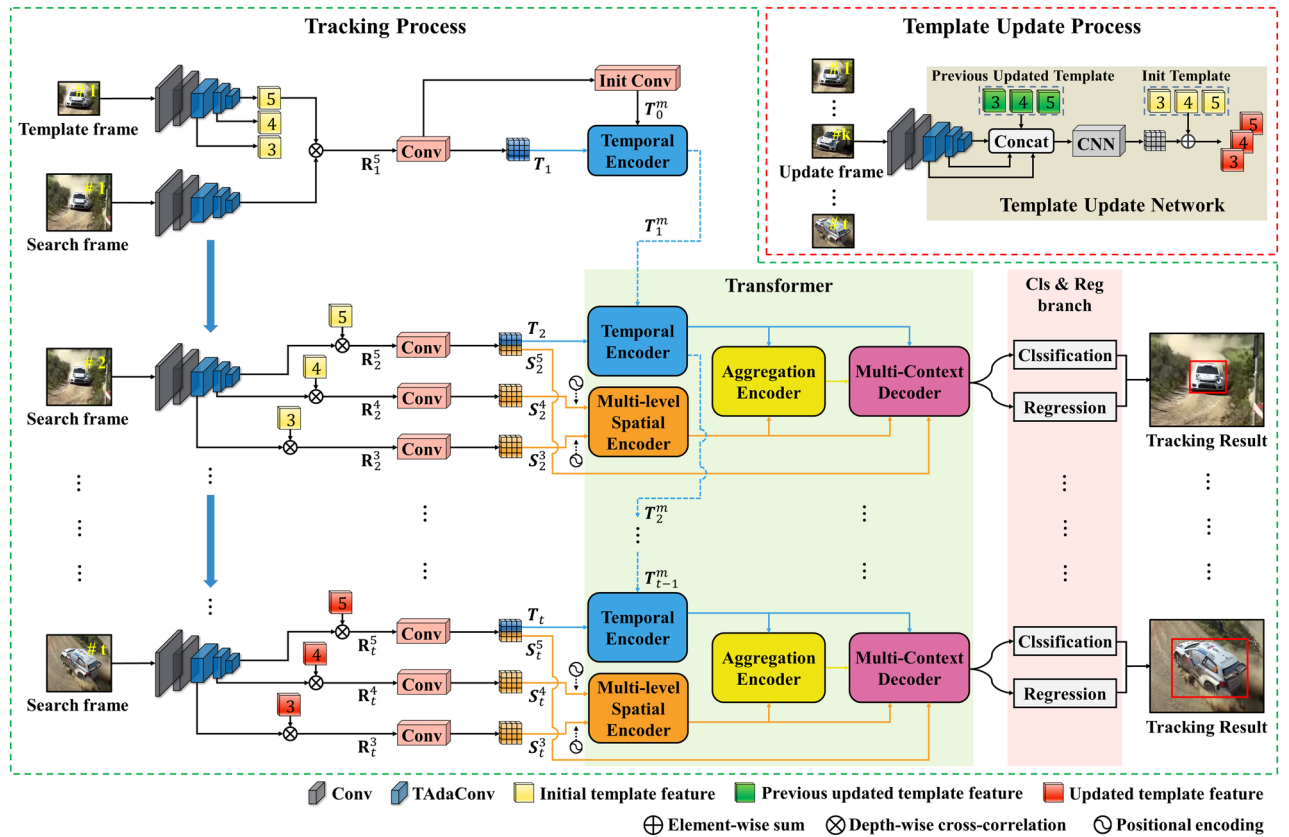 Tracking Process
Template Update Process
# 1
Template frame
5
4
3
# 1
Search frame
R_1^5
Conv
Init Conv
T_0^m
T_1
Temporal
Encoder
T_1^m
# 1
#k
Update frame
# t
Previous Updated Template
3 4 5
Init Template
3 4 5
Concat
CNN
5
4
3
Template Update Network
Transformer
Cls & Reg
branch
# 2
Search frame
5
4
3
R_2^5
R_2^4
R_2^3
Conv
Conv
Conv
T_2
S_2^5
S_2^4
S_2^3
Temporal
Encoder
Multi-level
Spatial
Encoder
Aggregation
Encoder
Multi-Context
Decoder
Clssification
Regression
Tracking Result
T_2^m
T_{t-1}^m
# t
Search frame
5
4
3
R_t^5
R_t^4
R_t^3
Conv
Conv
Conv
T_t
S_t^5
S_t^4
S_t^3
Temporal
Encoder
Multi-level
Spatial
Encoder
Aggregation
Encoder
Multi-Context
Decoder
Clssification
Regression
Tracking Result
Conv TAdaConv Initial template feature Previous updated template feature Updated template feature
Element-wise sum Depth-wise cross-correlation Positional encoding